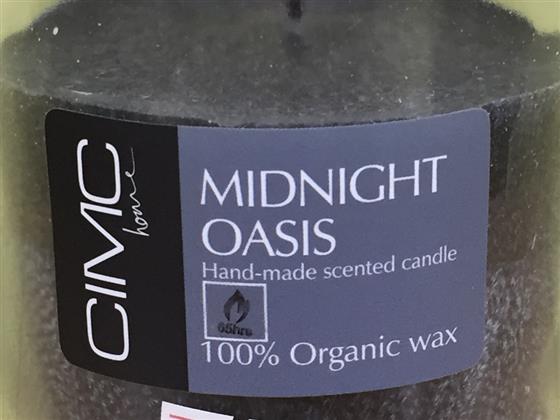 CIMC
home
MIDNIGHT
OASIS
Hand-made scented candle
65hrs
100% Organic wax